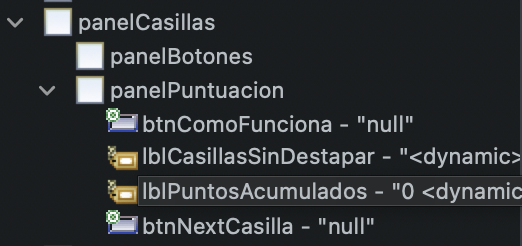 panelCasillas
panelBotones
panelPuntuacion
btnComoFunciona - "null"
lblCasillasSinDestapar - "<dynamic>
lblPuntosAcumulados - "0 <dynamic
btnNextCasilla - "null"